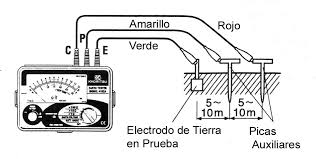 Amarillo
Rojo
Verde
C
P
E
5~
10m
5~
10m
Electrodo de Tierra
en Prueba
Picas
Auxiliares